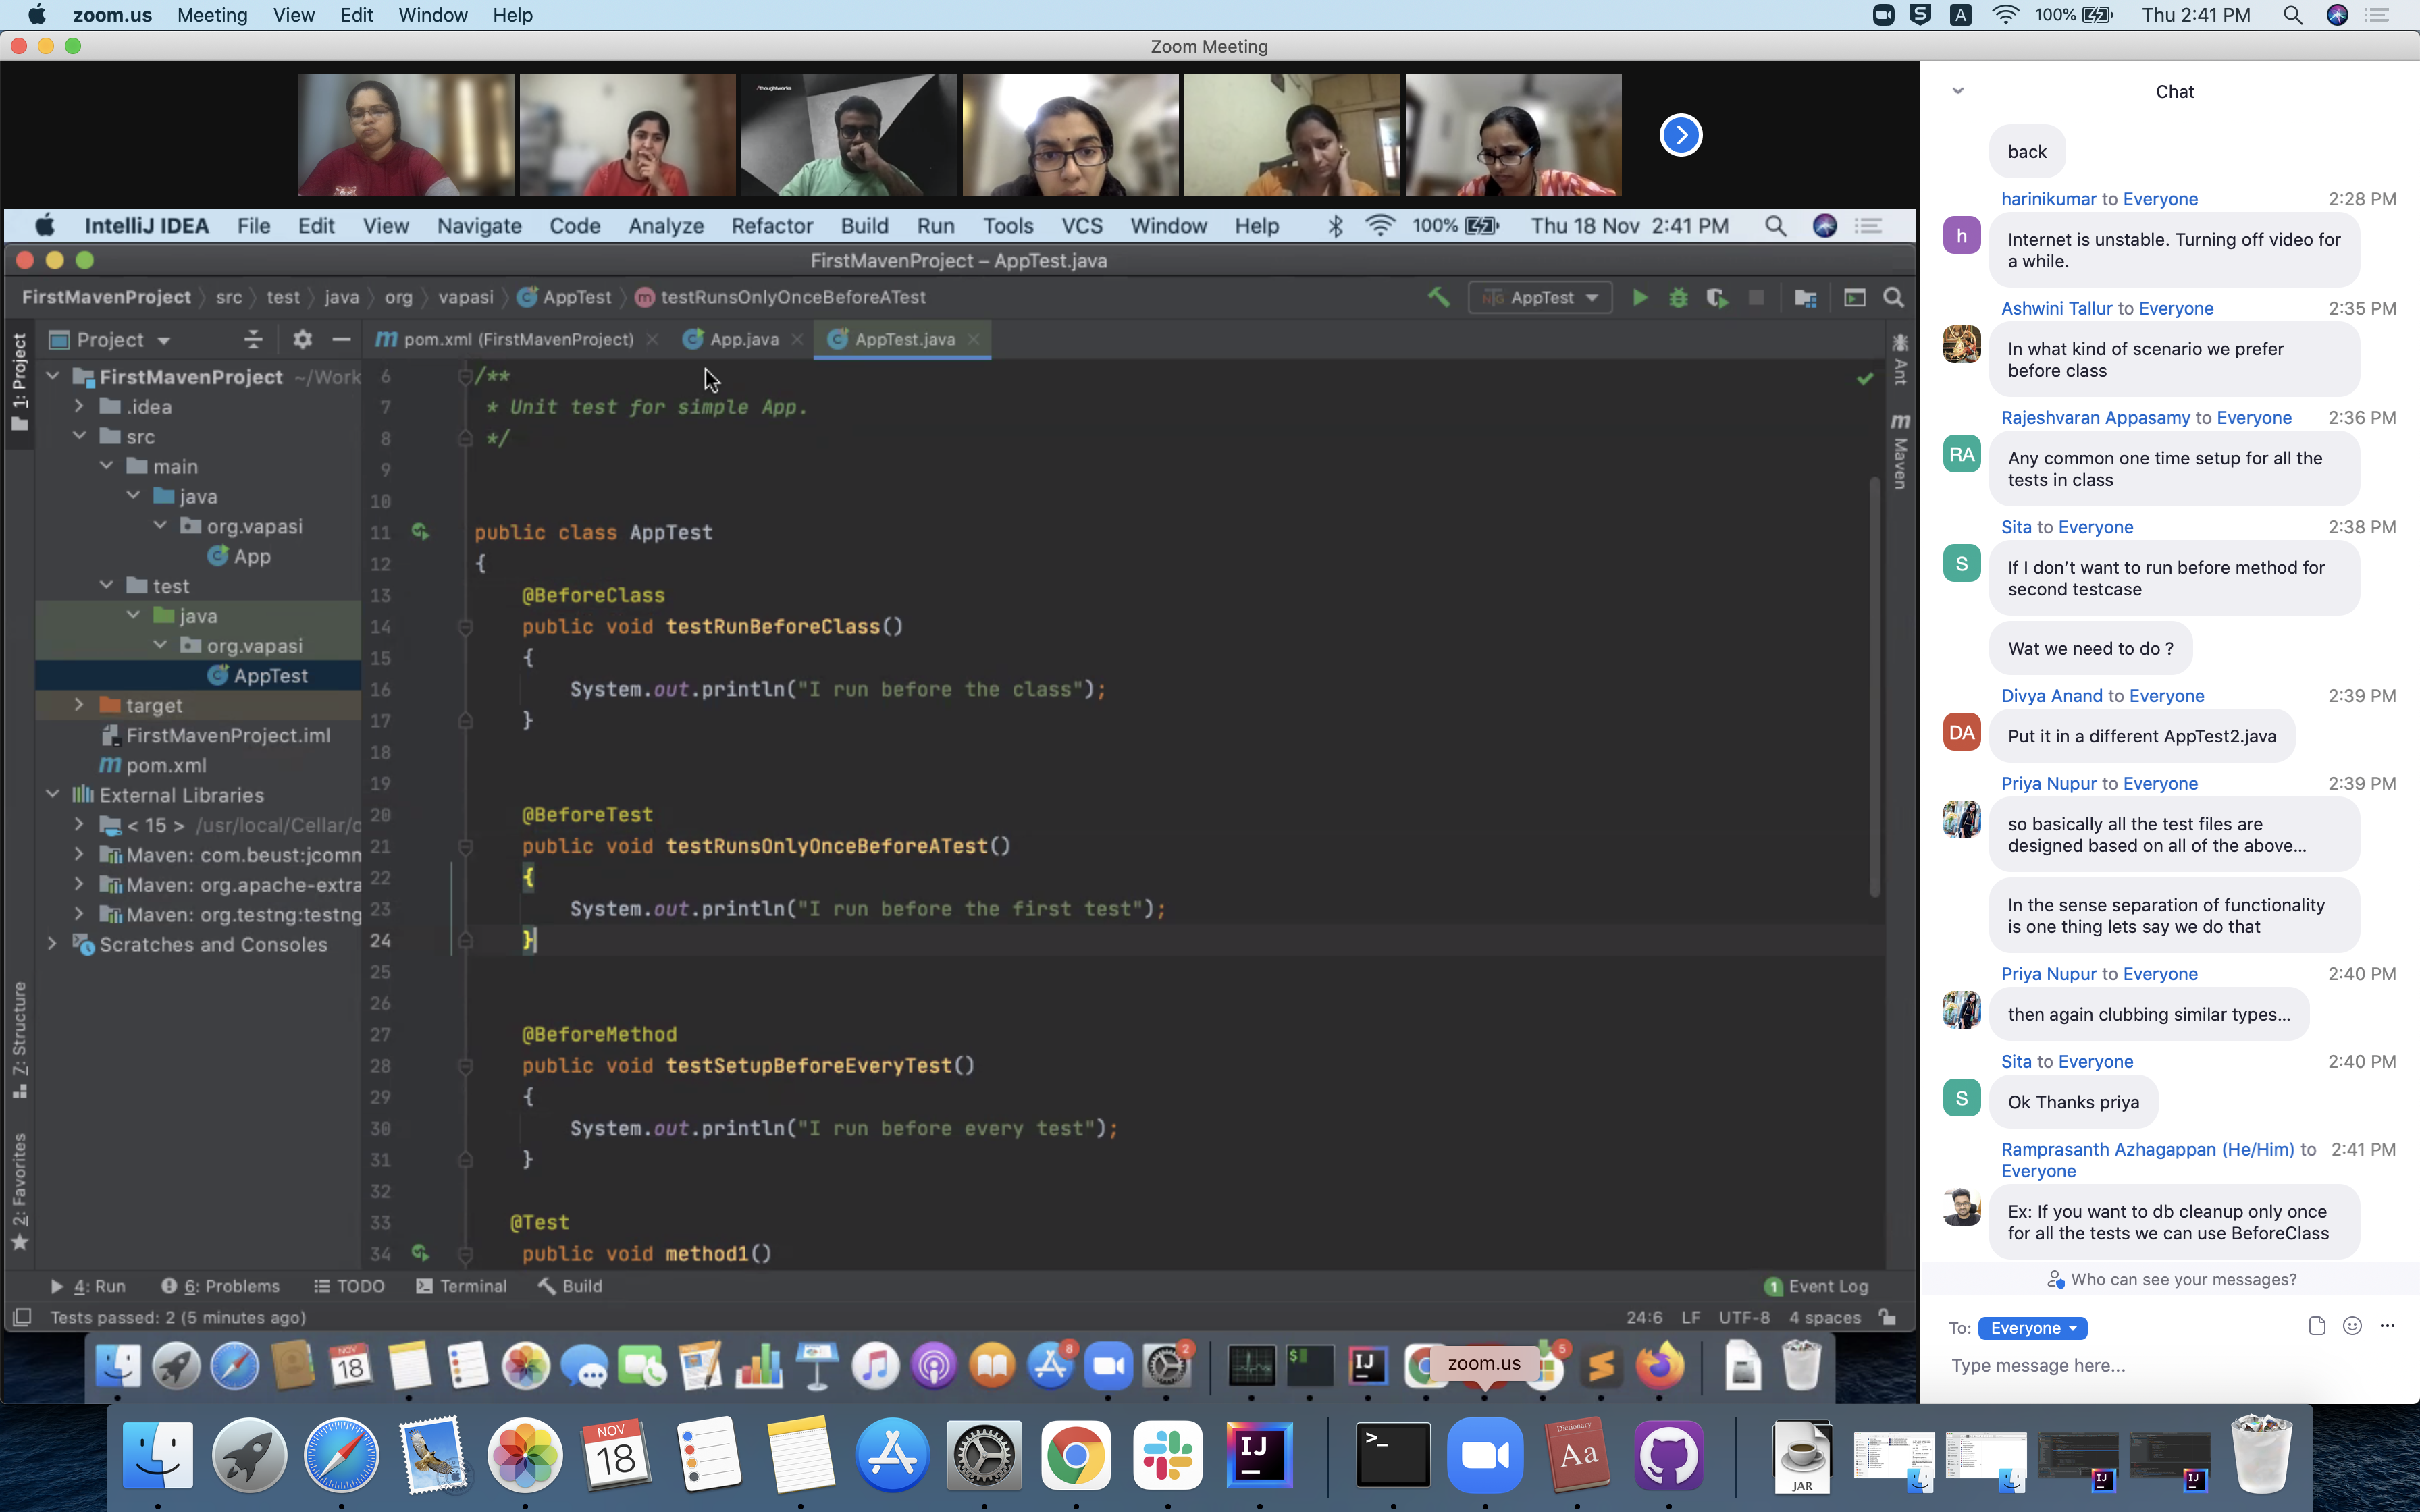 zoom.us Meeting View Edit Window Help
100% Thu 2:41 PM
Zoom Meeting
/thoughtworks
IntelliJ IDEA File Edit View Navigate Code Analyze Refactor Build Run Tools VCS Window Help
100% Thu 18 Nov 2:41 PM
FirstMavenProject – AppTest.java
FirstMavenProject src test java org vapasi AppTest testRunsOnlyOnceBeforeATest
AppTest
1: Project
Project
FirstMavenProject ~/Work
.idea
src
main
java
org.vapasi
App
test
java
org.vapasi
AppTest
target
FirstMavenProject.iml
pom.xml
External Libraries
< 15 > /usr/local/Cellar/o
Maven: com.beust:jcomm
Maven: org.apache-extra
Maven: org.testng:testng
Scratches and Consoles
Z: Structure
2: Favorites
pom.xml (FirstMavenProject) App.java AppTest.java
6 /**
7 * Unit test for simple App.
8 */
9
10
11 public class AppTest
12 {
13 @BeforeClass
14 public void testRunBeforeClass()
15 {
16 System.out.println("I run before the class");
17 }
18
19
20 @BeforeTest
21 public void testRunsOnlyOnceBeforeATest()
22 {
23 System.out.println("I run before the first test");
24 }
25
26
27 @BeforeMethod
28 public void testSetupBeforeEveryTest()
29 {
30 System.out.println("I run before every test");
31 }
32
33 @Test
34 public void method1()
Ant
Maven
4: Run 6: Problems TODO Terminal Build
1 Event Log
Tests passed: 2 (5 minutes ago)
24:6 LF UTF-8 4 spaces
NOV
18
8
2
IJ
6
zoom.us
NOV
18
IJ
>_
Dictionary
Aa
JAR
IJ
IJ
Chat
back
harinikumar to Everyone 2:28 PM
h
Internet is unstable. Turning off video for
a while.
Ashwini Tallur to Everyone 2:35 PM
In what kind of scenario we prefer
before class
Rajeshvaran Appasamy to Everyone 2:36 PM
RA
Any common one time setup for all the
tests in class
Sita to Everyone 2:38 PM
S
If I don't want to run before method for
second testcase
Wat we need to do ?
Divya Anand to Everyone 2:39 PM
DA
Put it in a different AppTest2.java
Priya Nupur to Everyone 2:39 PM
so basically all the test files are
designed based on all of the above...
In the sense separation of functionality
is one thing lets say we do that
Priya Nupur to Everyone 2:40 PM
then again clubbing similar types...
Sita to Everyone 2:40 PM
S
Ok Thanks priya
Ramprasanth Azhagappan (He/Him) to 2:41 PM
Everyone
Ex: If you want to db cleanup only once
for all the tests we can use BeforeClass
Who can see your messages?
To: Everyone
Type message here...